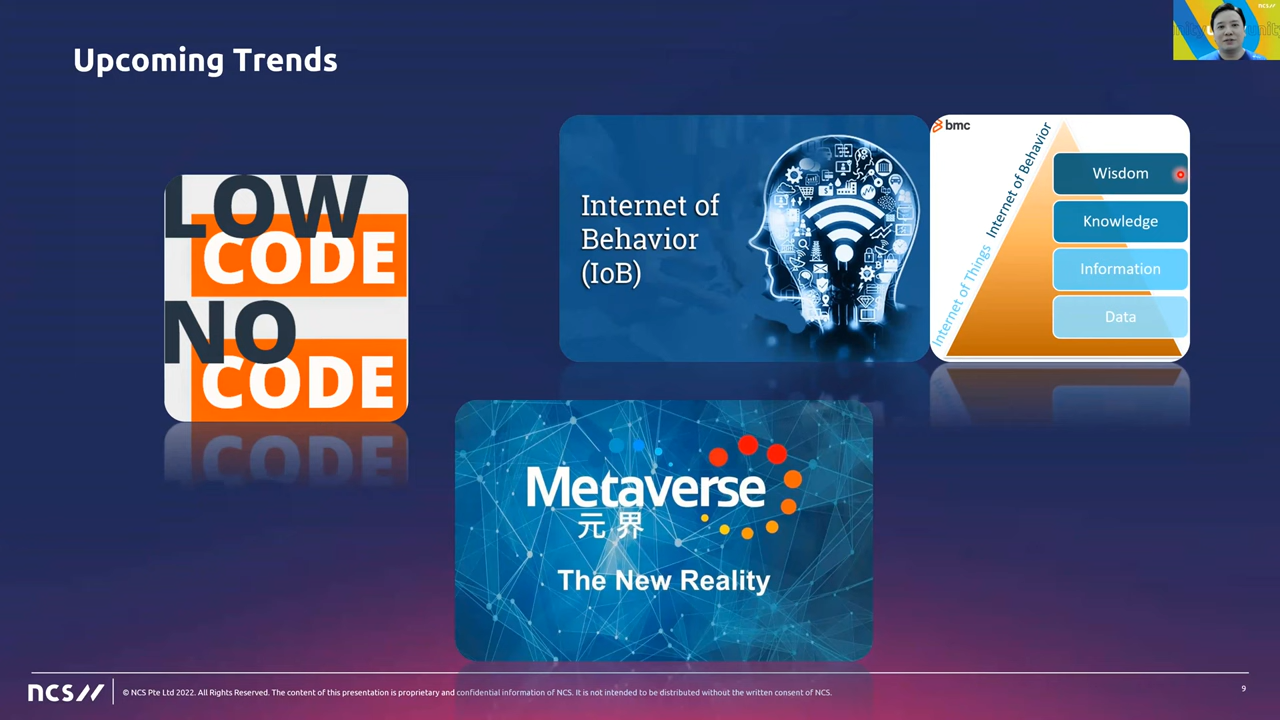 Upcoming Trends
ncs//
LOW
CODE
NO
CODE
Internet of
Behavior
(IoB)
bmc
Internet of Things
Internet of Behavior
Wisdom
Knowledge
Information
Data
Metaverse
元界
The New Reality
ncs//
© NCS Pte Ltd 2022. All Rights Reserved. The content of this presentation is proprietary and confidential information of NCS. It is not intended to be distributed without the written consent of NCS.
9